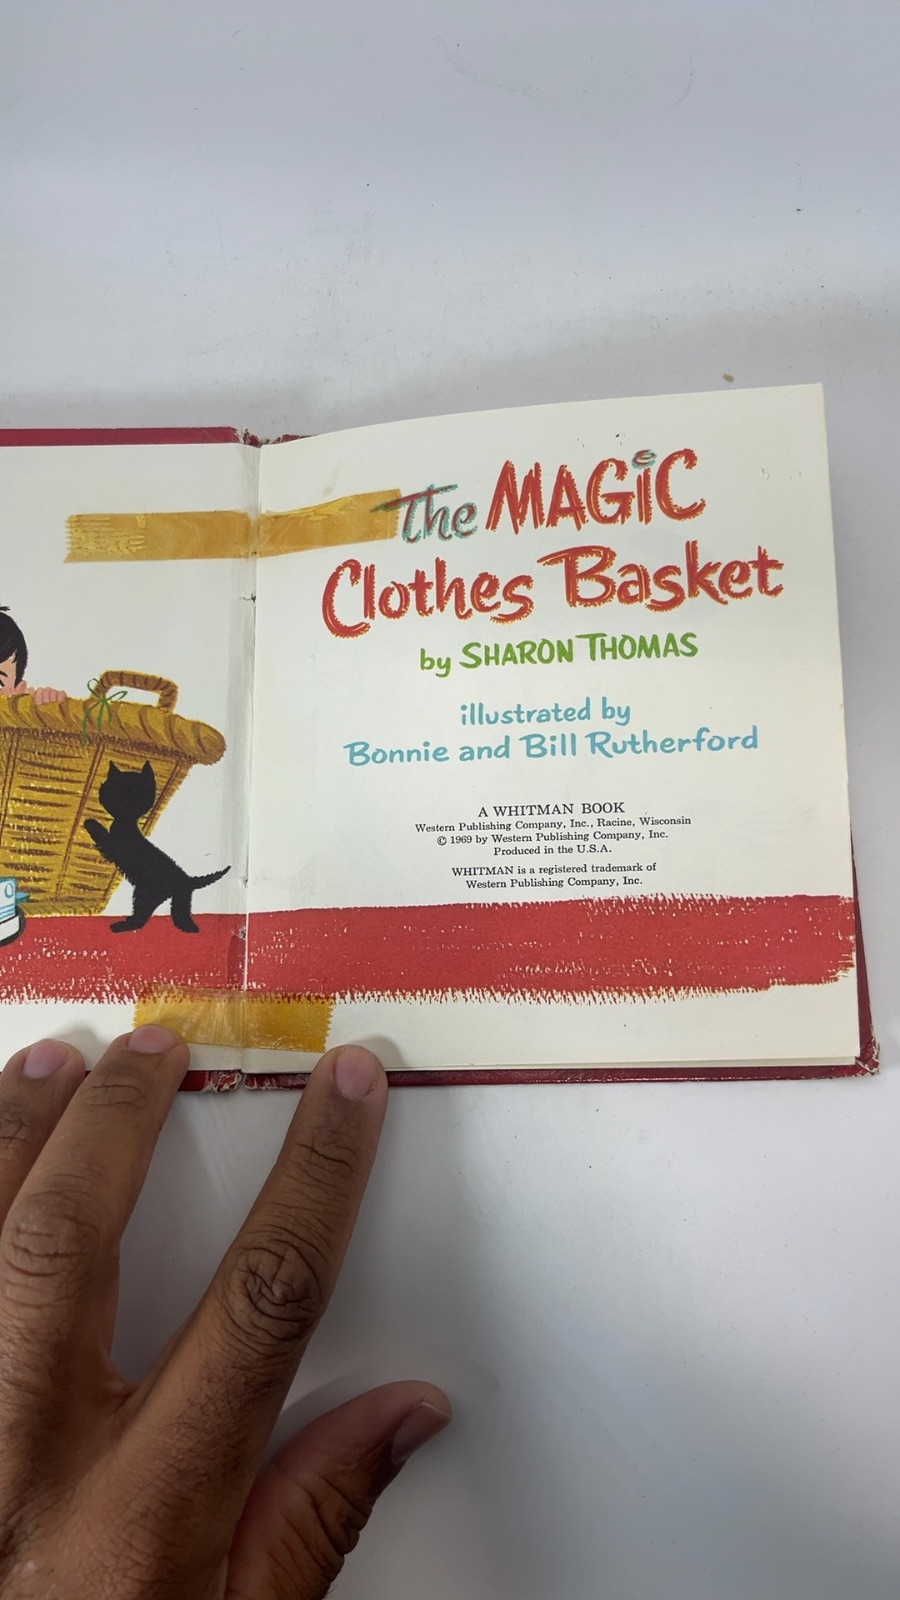 The MAGiC
Clothes Basket
by SHARON THOMAS
illustrated by
Bonnie and Bill Rutherford
A WHITMAN BOOK
Western Publishing Company, Inc., Racine, Wisconsin
© 1969 by Western Publishing Company, Inc.
Produced in the U.S.A.
WHITMAN is a registered trademark of
Western Publishing Company, Inc.